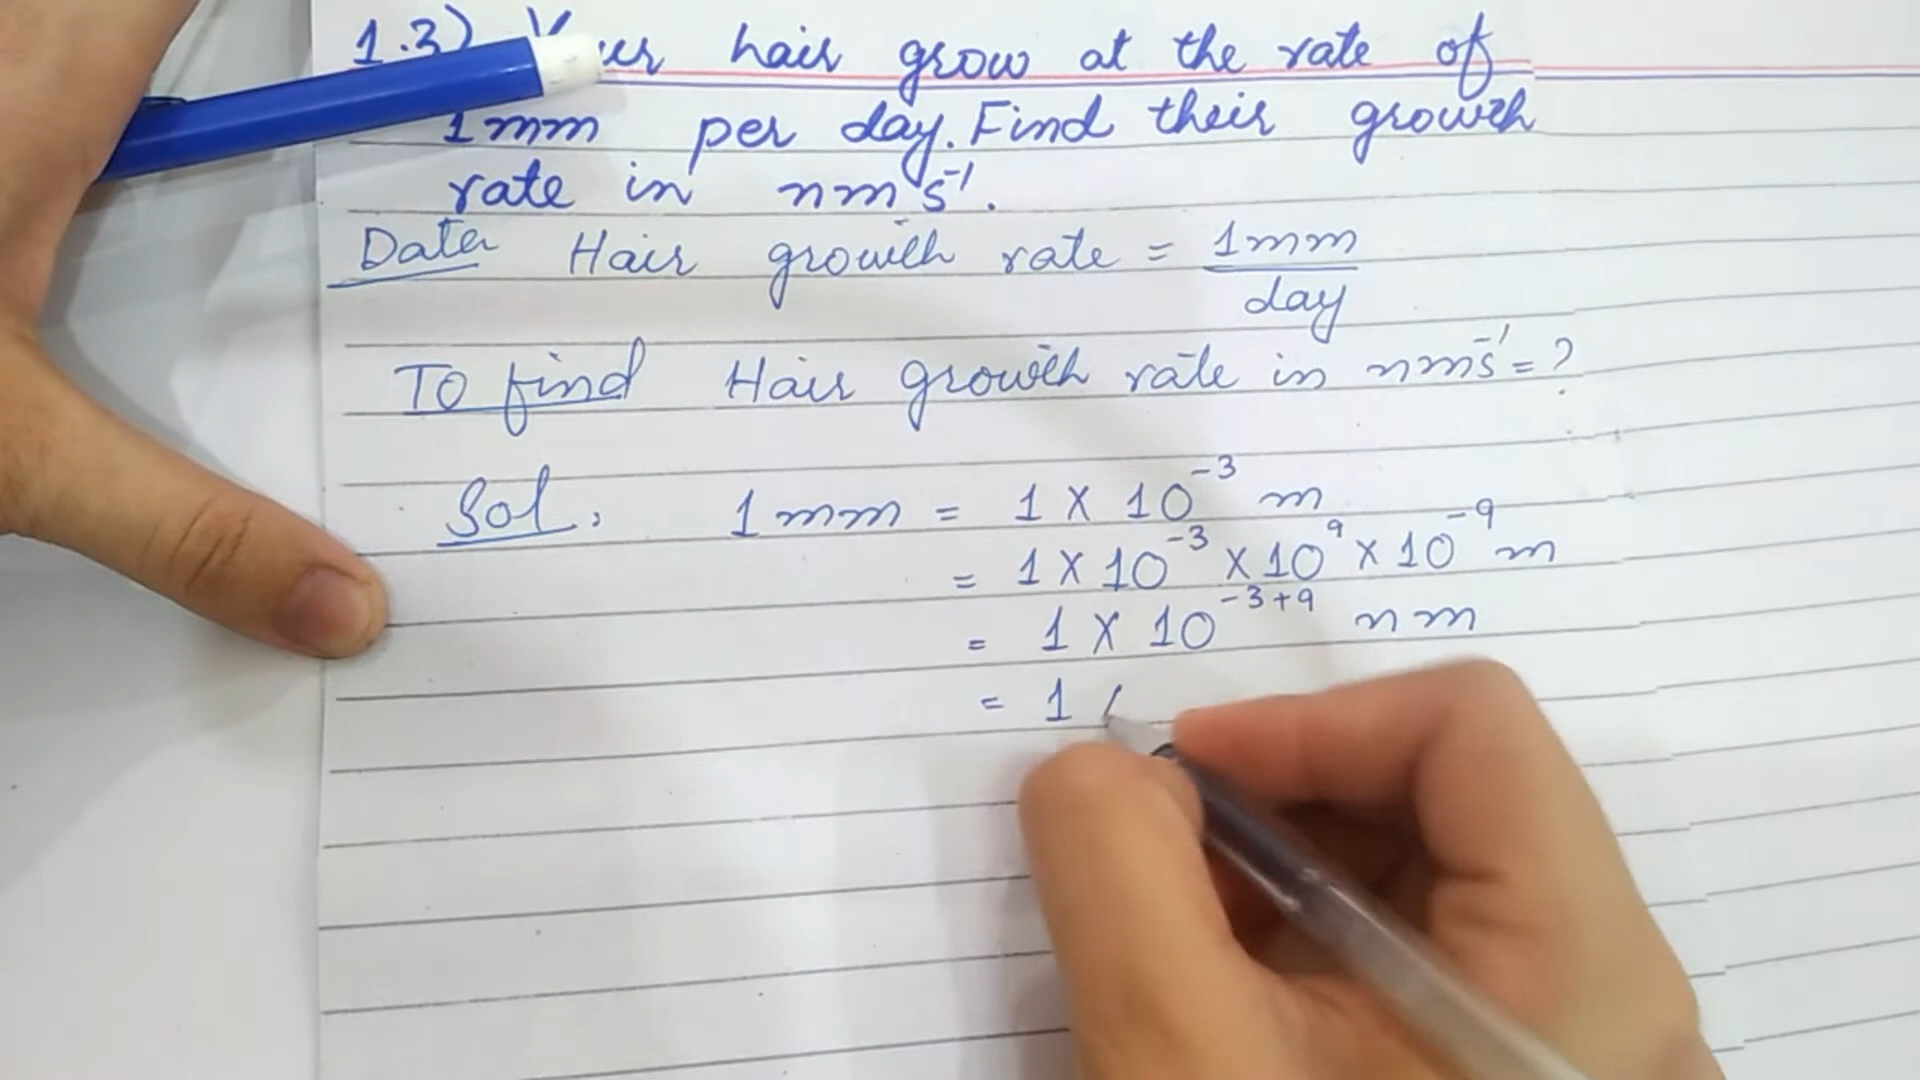 1.3) Your hair grow at the rate of
1mm per day. Find their growth
rate in nms⁻¹.
Data Hair growth rate = 1mm
day
To find Hair growth rate in nms⁻¹ = ?
Sol, 1mm = 1 X 10⁻³ m
= 1 X 10⁻³ X 10⁹ X 10⁻⁹ m
= 1 X 10⁻³⁺⁹ nm
= 1